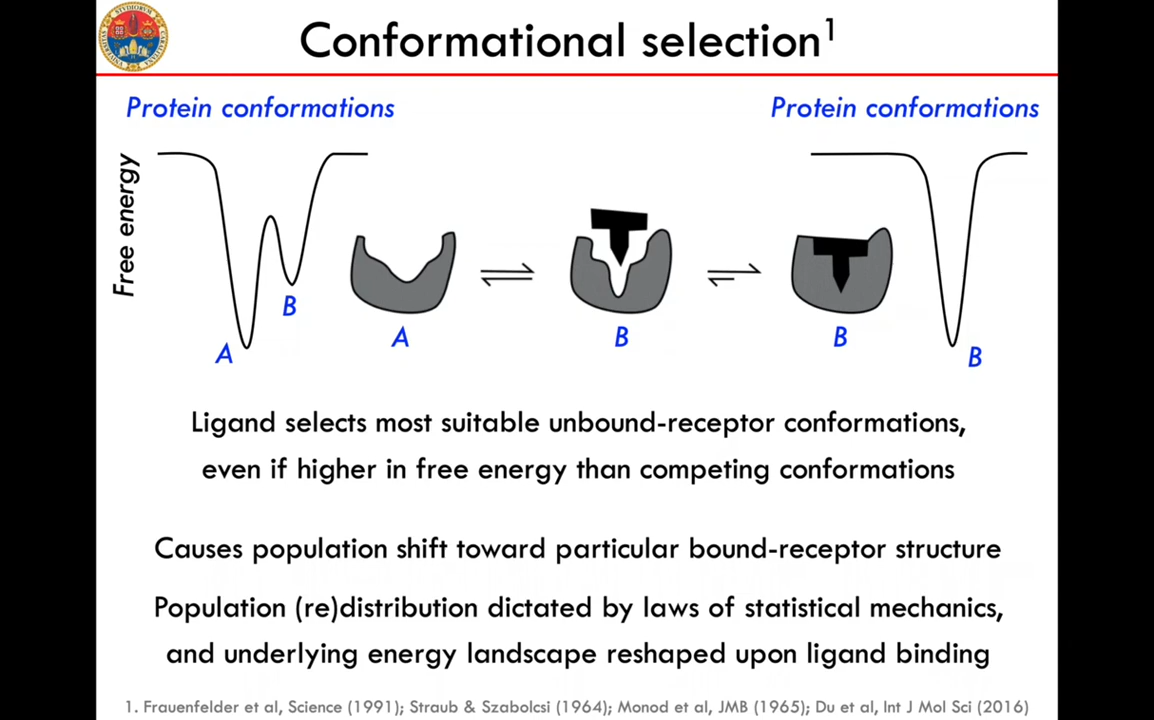 Conformational selection¹
Protein conformations
Protein conformations
Free energy
A
B
A
B
B
B
Ligand selects most suitable unbound-receptor conformations,
even if higher in free energy than competing conformations
Causes population shift toward particular bound-receptor structure
Population (re)distribution dictated by laws of statistical mechanics,
and underlying energy landscape reshaped upon ligand binding
1. Frauenfelder et al, Science (1991); Straub & Szabolcsi (1964); Monod et al, JMB (1965); Du et al, Int J Mol Sci (2016)